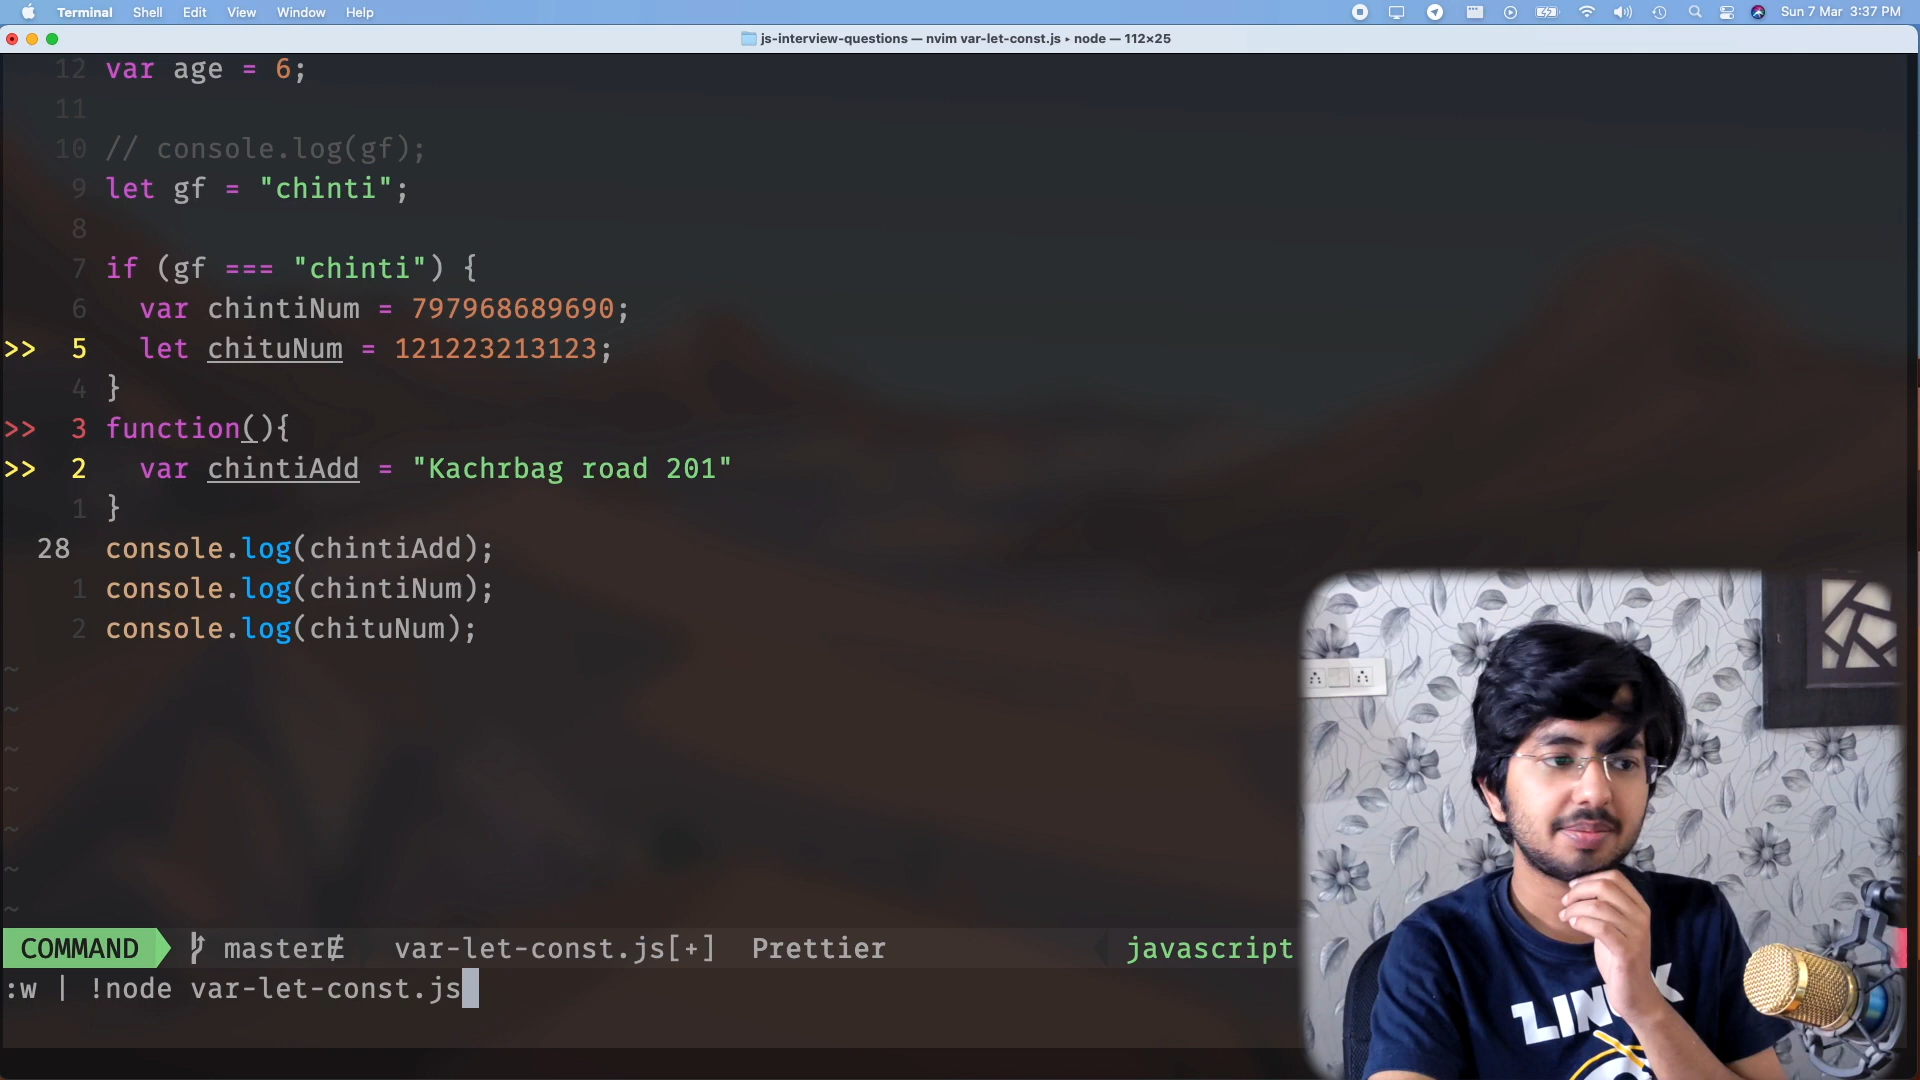 Terminal Shell Edit View Window Help Sun 7 Mar 3:37 PM
js-interview-questions — nvim var-let-const.js ▸ node — 112×25
12 var age = 6;
11
10 // console.log(gf);
9 let gf = "chinti";
8
7 if (gf === "chinti") {
6 var chintiNum = 797968689690;
>> 5 let chituNum = 121223213123;
4 }
>> 3 function(){
>> 2 var chintiAdd = "Kachrbag road 201"
1 }
28 console.log(chintiAdd);
1 console.log(chintiNum);
2 console.log(chituNum);
~
~
~
~
~
~
~
COMMAND master var-let-const.js[+] Prettier javascript
:w | !node var-let-const.js